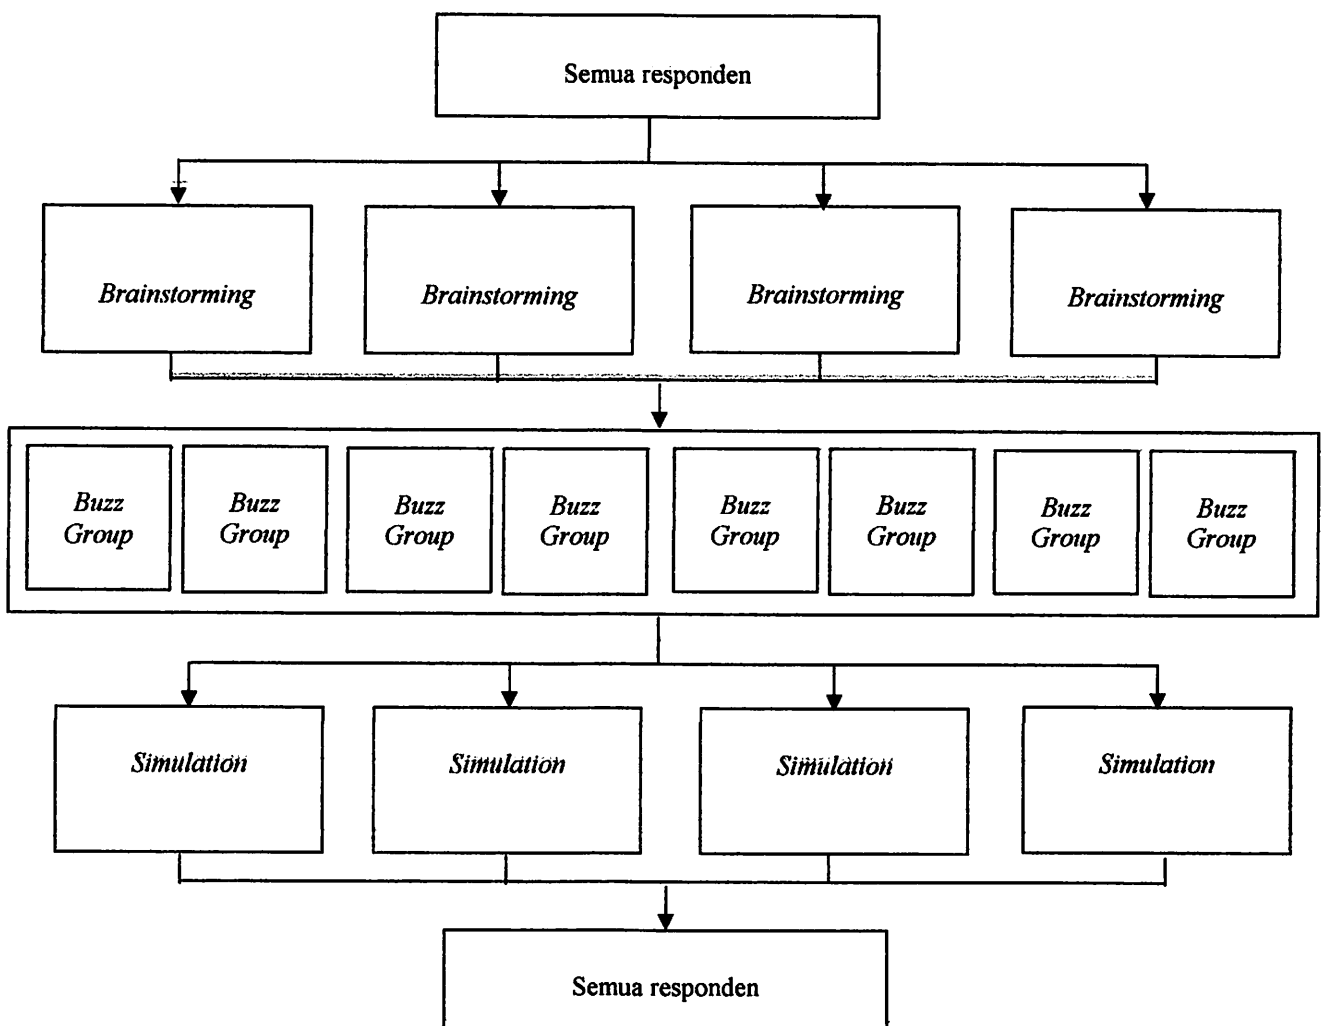 Semua responden
Brainstorming
Brainstorming
Brainstorming
Brainstorming
Buzz
Group
Buzz
Group
Buzz
Group
Buzz
Group
Buzz
Group
Buzz
Group
Buzz
Group
Buzz
Group
Simulation
Simulation
Simulation
Simulation
Semua responden